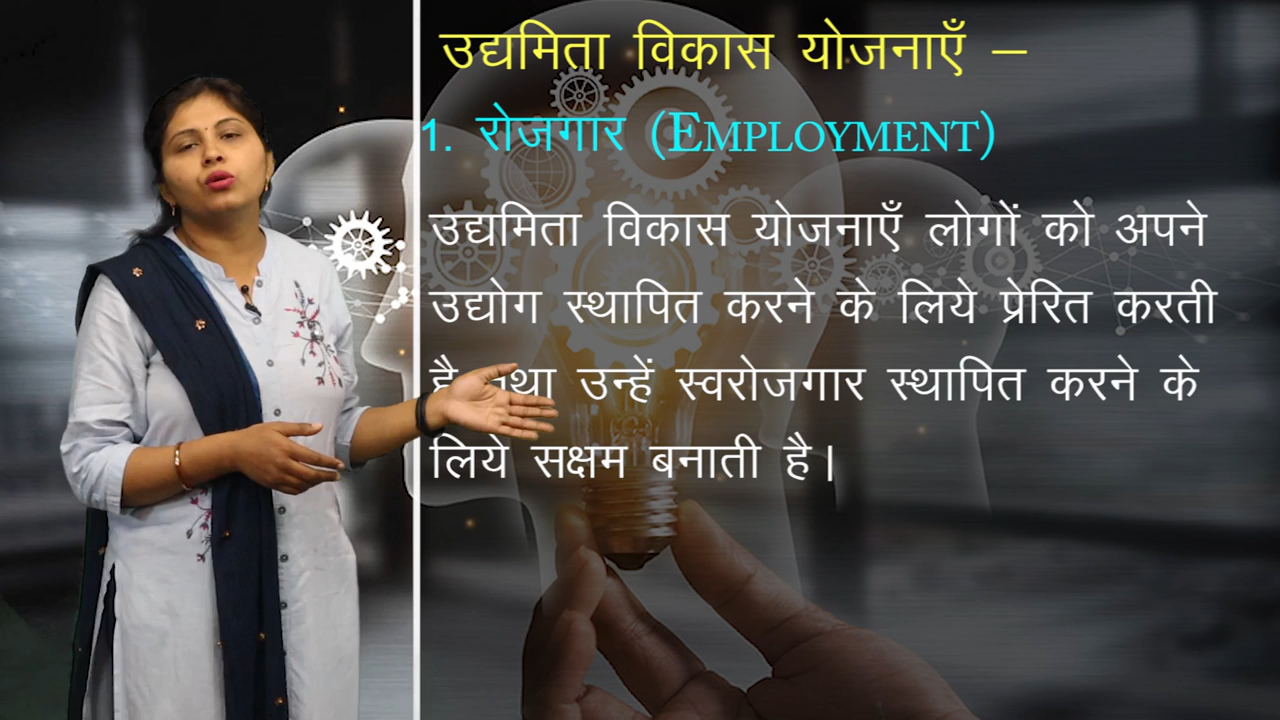 उद्यमिता विकास योजनाएँ –
1. रोजगार (EMPLOYMENT)
उद्यमिता विकास योजनाएँ लोगों को अपने
उद्योग स्थापित करने के लिये प्रेरित करती
है तथा उन्हें स्वरोजगार स्थापित करने के
लिये सक्षम बनाती है।